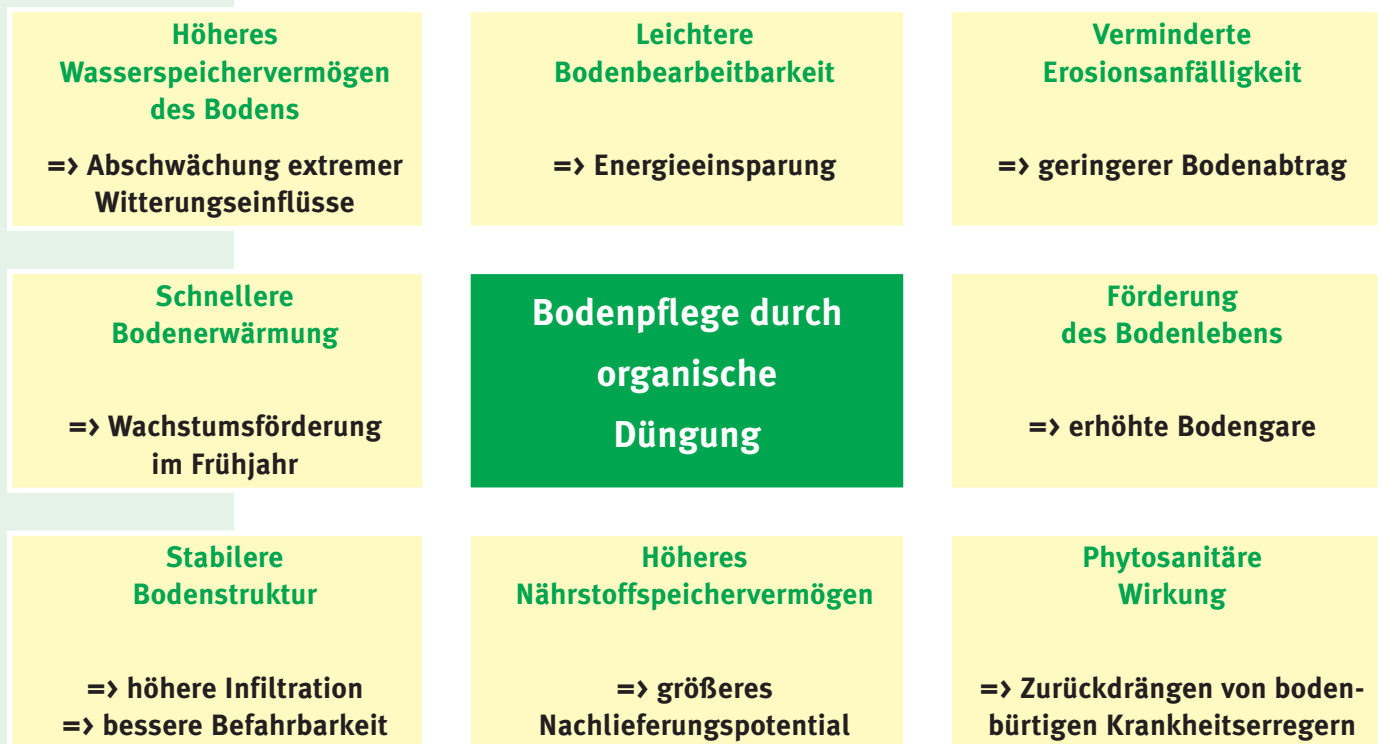 Höheres
Wasserspeichervermögen
des Bodens
=> Abschwächung extremer
Witterungseinflüsse
Leichtere
Bodenbearbeitbarkeit
=> Energieeinsparung
Verminderte
Erosionsanfälligkeit
=> geringerer Bodenabtrag
Schnellere
Bodenerwärmung
=> Wachstumsförderung
im Frühjahr
Bodenpflege durch
organische
Düngung
Förderung
des Bodenlebens
=> erhöhte Bodengare
Stabilere
Bodenstruktur
=> höhere Infiltration
=> bessere Befahrbarkeit
Höheres
Nährstoffspeichervermögen
=> größeres
Nachlieferungspotential
Phytosanitäre
Wirkung
=> Zurückdrängen von boden-
bürtigen Krankheitserregern